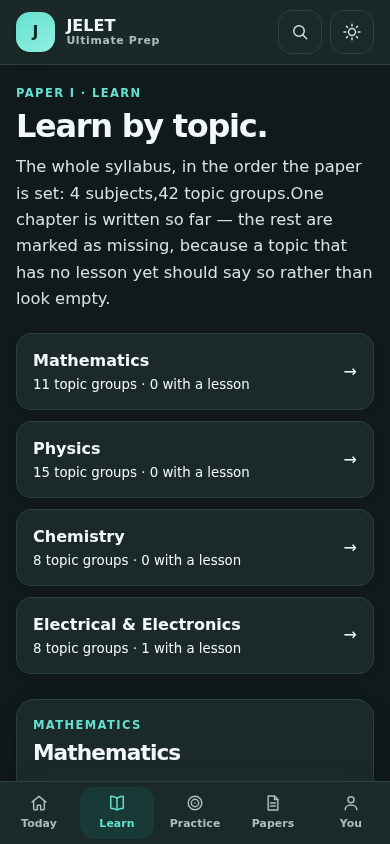 J
JELET
Ultimate Prep
PAPER I · LEARN
Learn by topic.
The whole syllabus, in the order the paper
is set: 4 subjects,42 topic groups.One
chapter is written so far — the rest are
marked as missing, because a topic that
has no lesson yet should say so rather than
look empty.
Mathematics
11 topic groups · 0 with a lesson
→
Physics
15 topic groups · 0 with a lesson
→
Chemistry
8 topic groups · 0 with a lesson
→
Electrical & Electronics
8 topic groups · 1 with a lesson
→
MATHEMATICS
Mathematics
Today
Learn
Practice
Papers
You